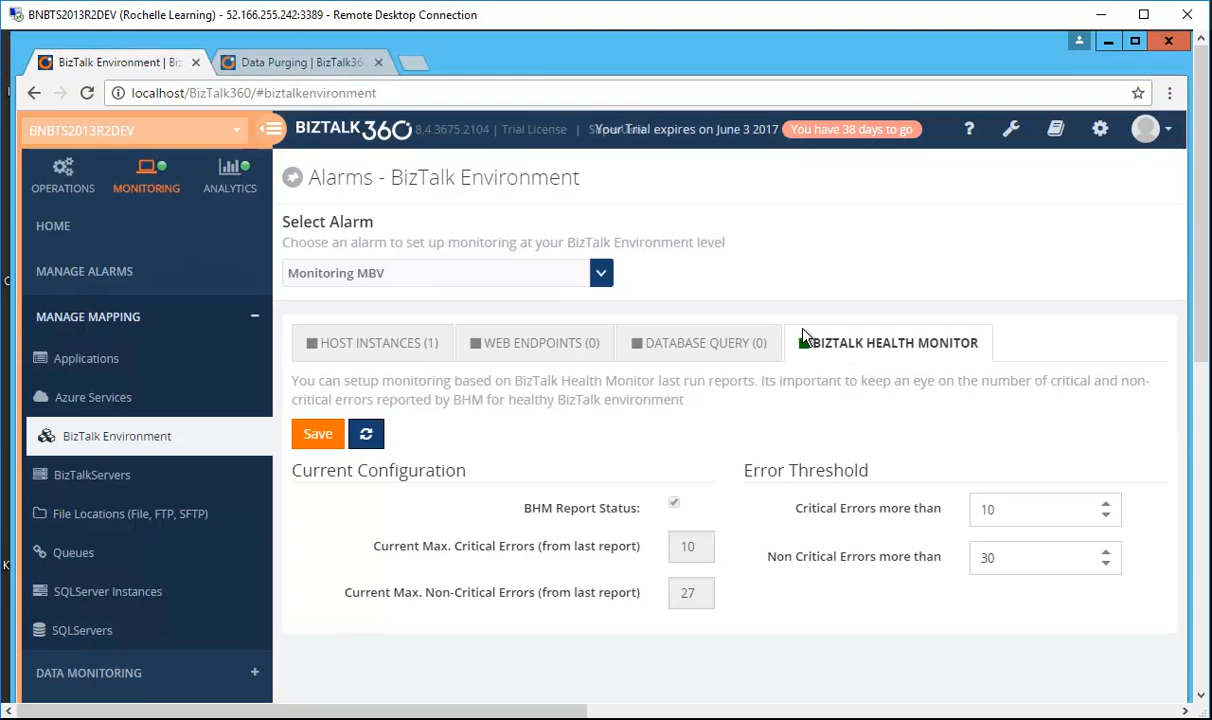 BNBTS2013R2DEV (Rochelle Learning) - 52.166.255.242:3389 - Remote Desktop Connection
BizTalk Environment | Bi
Data Purging | BizTalk36
localhost/BizTalk360/#biztalkenvironment
BNBTS2013R2DEV
BIZTALK360
8.4.3675.2104 | Trial License |
Your Trial expires on June 3 2017
You have 38 days to go
OPERATIONS
MONITORING
ANALYTICS
HOME
MANAGE ALARMS
MANAGE MAPPING
Applications
Azure Services
BizTalk Environment
BizTalkServers
File Locations (File, FTP, SFTP)
Queues
SQLServer Instances
SQLServers
DATA MONITORING
Alarms - BizTalk Environment
Select Alarm
Choose an alarm to set up monitoring at your BizTalk Environment level
Monitoring MBV
HOST INSTANCES (1)
WEB ENDPOINTS (0)
DATABASE QUERY (0)
BIZTALK HEALTH MONITOR
You can setup monitoring based on BizTalk Health Monitor last run reports. Its important to keep an eye on the number of critical and non-
critical errors reported by BHM for healthy BizTalk environment
Save
Current Configuration
BHM Report Status:
Current Max. Critical Errors (from last report) 10
Current Max. Non-Critical Errors (from last report) 27
Error Threshold
Critical Errors more than 10
Non Critical Errors more than 30